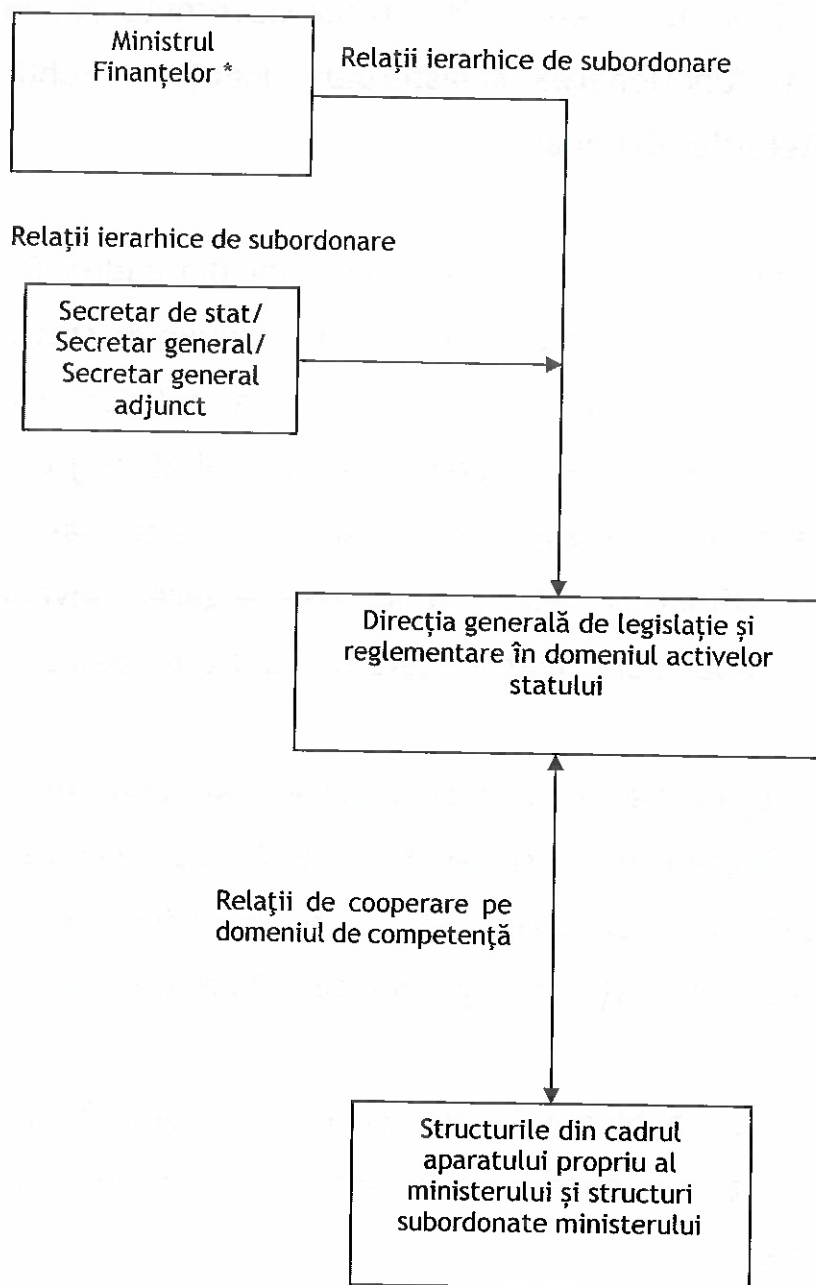 Ministrul
Finanțelor *
Relații ierarhice de subordonare
Relații ierarhice de subordonare
Secretar de stat/
Secretar general/
Secretar general
adjunct
Direcția generală de legislație și
reglementare în domeniul activelor
statului
Relaţii de cooperare pe
domeniul de competenţă
Structurile din cadrul
aparatului propriu al
ministerului și structuri
subordonate ministerului